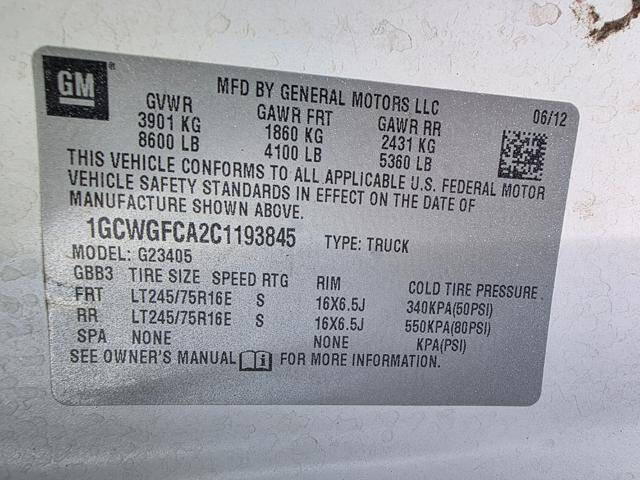 GM
MFD BY GENERAL MOTORS LLC
06/12
GVWR GAWR FRT GAWR RR
3901 KG 1860 KG 2431 KG
8600 LB 4100 LB 5360 LB
THIS VEHICLE CONFORMS TO ALL APPLICABLE U.S. FEDERAL MOTOR
VEHICLE SAFETY STANDARDS IN EFFECT ON THE DATE OF
MANUFACTURE SHOWN ABOVE.
1GCWGFCA2C1193845 TYPE: TRUCK
MODEL: G23405
GBB3 TIRE SIZE SPEED RTG RIM COLD TIRE PRESSURE
FRT LT245/75R16E S 16X6.5J 340KPA(50PSI)
RR LT245/75R16E S 16X6.5J 550KPA(80PSI)
SPA NONE NONE KPA(PSI)
SEE OWNER'S MANUAL FOR MORE INFORMATION.